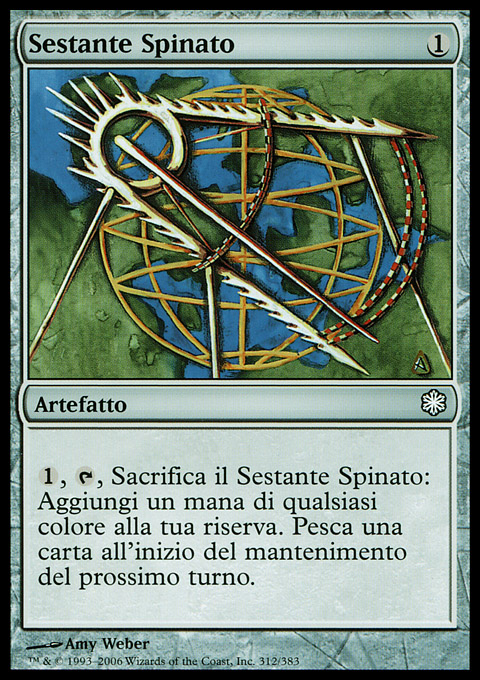 Sestante Spinato 1
Artefatto
1, , Sacrifica il Sestante Spinato:
Aggiungi un mana di qualsiasi
colore alla tua riserva. Pesca una
carta all'inizio del mantenimento
del prossimo turno.
Amy Weber
™ & © 1993–2006 Wizards of the Coast, Inc. 312/383